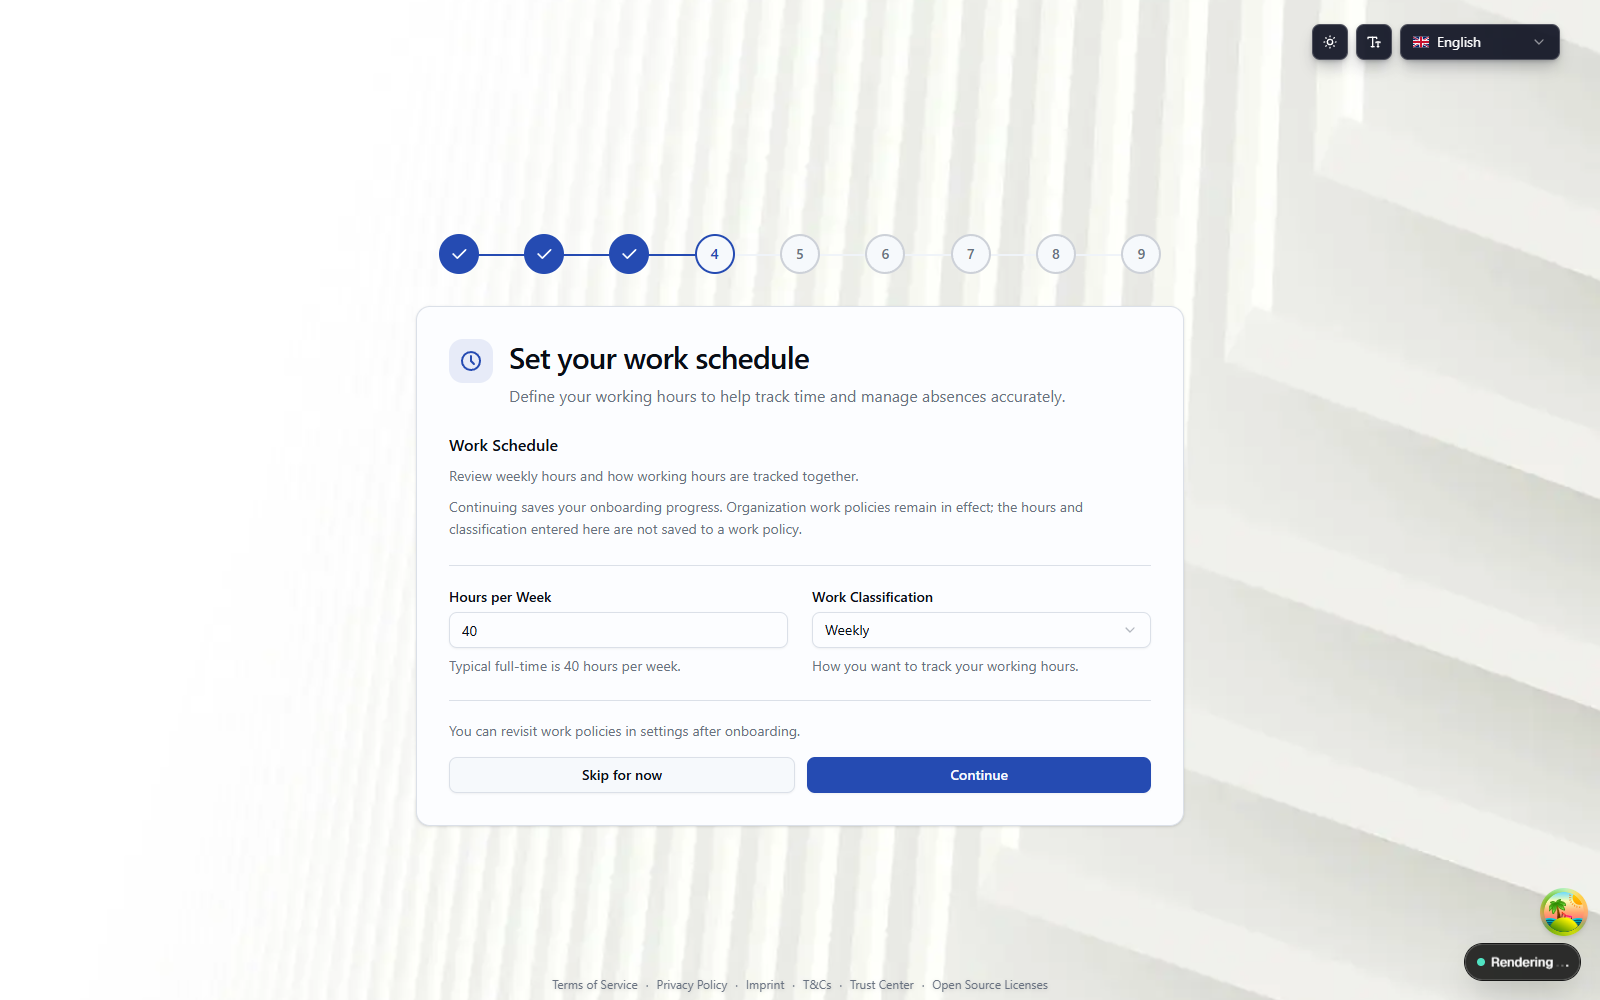 English
4
5
6
7
8
9
Set your work schedule
Define your working hours to help track time and manage absences accurately.
Work Schedule
Review weekly hours and how working hours are tracked together.
Continuing saves your onboarding progress. Organization work policies remain in effect; the hours and
classification entered here are not saved to a work policy.
Hours per Week
Work Classification
40
Weekly
Typical full-time is 40 hours per week.
How you want to track your working hours.
You can revisit work policies in settings after onboarding.
Skip for now
Continue
Rendering ...
Terms of Service · Privacy Policy · Imprint · T&Cs · Trust Center · Open Source Licenses